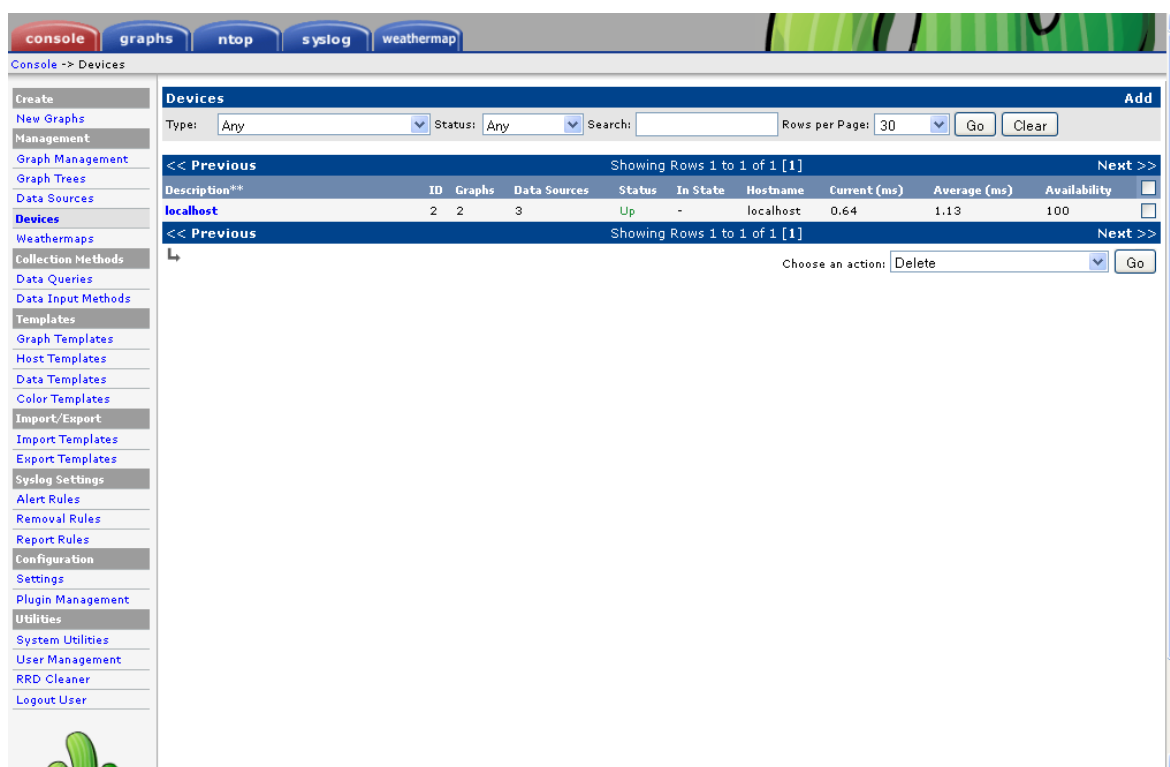 console graphs ntop syslog weathermap
Console -> Devices
Create
New Graphs
Management
Graph Management
Graph Trees
Data Sources
Devices
Weathermaps
Collection Methods
Data Queries
Data Input Methods
Templates
Graph Templates
Host Templates
Data Templates
Color Templates
Import/Export
Import Templates
Export Templates
Syslog Settings
Alert Rules
Removal Rules
Report Rules
Configuration
Settings
Plugin Management
Utilities
System Utilities
User Management
RRD Cleaner
Logout User
Devices Add
Type: Any Status: Any Search: Rows per Page: 30 Go Clear
<< Previous Showing Rows 1 to 1 of 1 [1] Next >>
Description** ID Graphs Data Sources Status In State Hostname Current (ms) Average (ms) Availability
localhost 2 2 3 Up - localhost 0.64 1.13 100
<< Previous Showing Rows 1 to 1 of 1 [1] Next >>
Choose an action: Delete Go